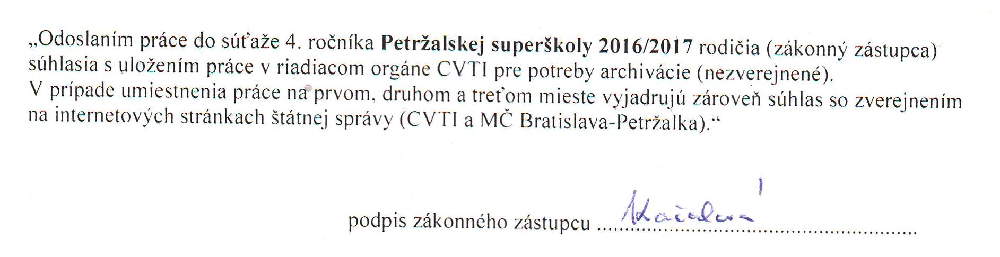 „Odoslaním práce do súťaže 4. ročníka Petržalskej superškoly 2016/2017 rodičia (zákonný zástupca)
súhlasia s uložením práce v riadiacom orgáne CVTI pre potreby archivácie (nezverejnené).
V prípade umiestnenia práce na prvom, druhom a treťom mieste vyjadrujú zároveň súhlas so zverejnením
na internetových stránkach štátnej správy (CVTI a MČ Bratislava-Petržalka).“
podpis zákonného zástupcu ........................................................